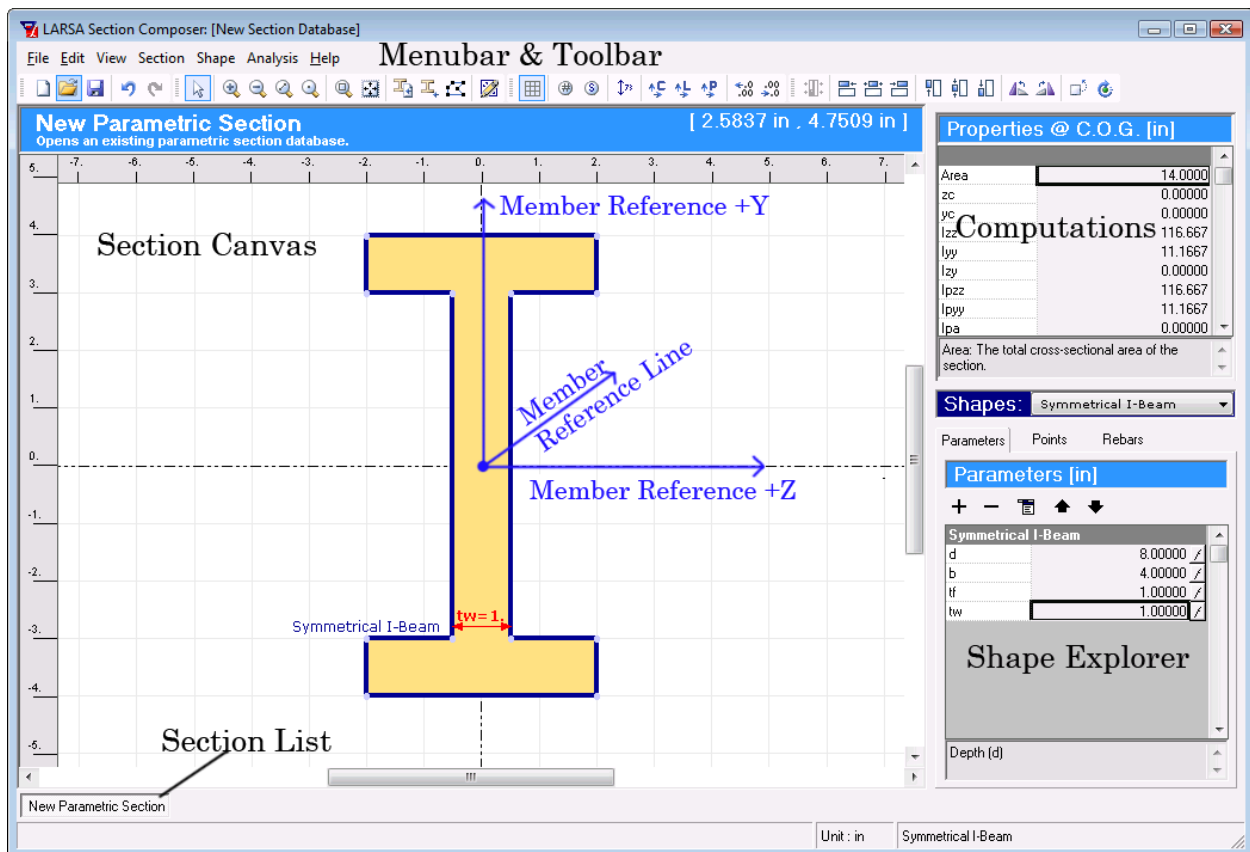 LARSA Section Composer: [New Section Database]
File Edit View Section Shape Analysis Help
Menubar & Toolbar
New Parametric Section
[ 2.5837 in , 4.7509 in ]
Opens an existing parametric section database.
-7. -6. -5. -4. -3. -2. -1. 0. 1. 2. 3. 4. 5. 6. 7.
5.
4.
3.
2.
1.
0.
-1.
-2.
-3.
-4.
-5.
Section Canvas
Member Reference +Y
Member
Reference Line
Member Reference +Z
Symmetrical I-Beam
tw=1.
Section List
New Parametric Section
Properties @ C.O.G. [in]
Area 14.0000
zc 0.00000
yc 0.00000
Izz 116.667
Computations
Iyy 11.1667
Izy 0.00000
Ipzz 116.667
Ipyy 11.1667
Ipa 0.00000
Area: The total cross-sectional area of the
section.
Shapes: Symmetrical I-Beam
Parameters Points Rebars
Parameters [in]
Symmetrical I-Beam
d 8.00000 f
b 4.00000 f
tf 1.00000 f
tw 1.00000 f
Shape Explorer
Depth (d)
Unit : in Symmetrical I-Beam